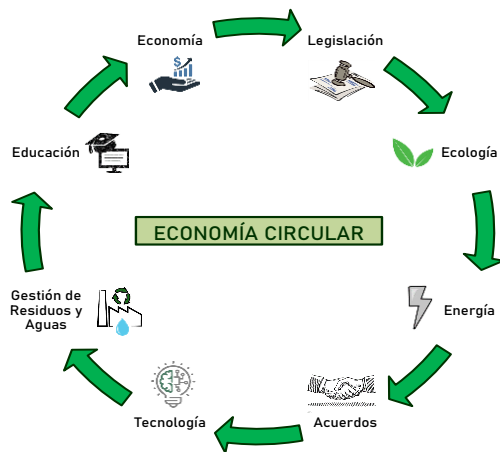 Economía
Legislación
Ecología
Energía
Acuerdos
Tecnología
Gestión de
Residuos y
Aguas
Educación
ECONOMÍA CIRCULAR